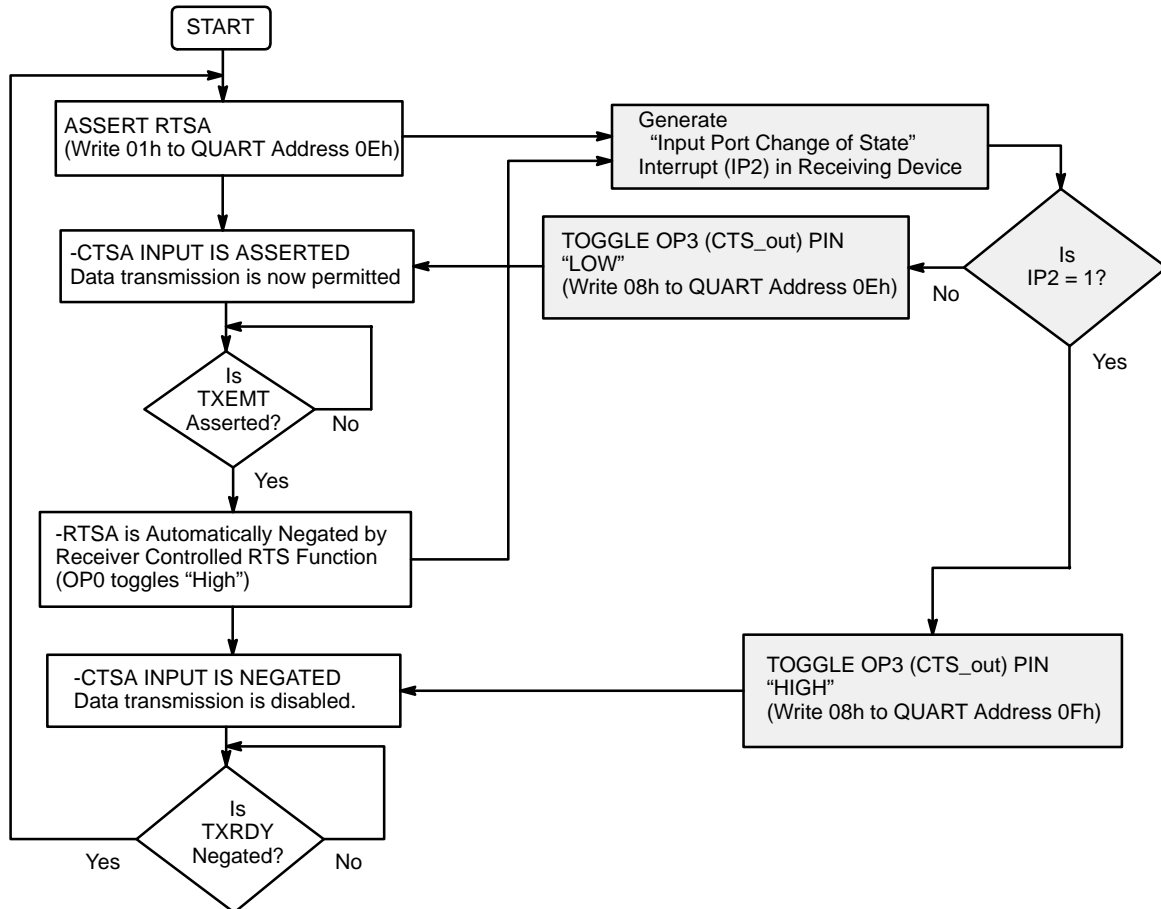 START
ASSERT RTSA
(Write 01h to QUART Address 0Eh)
Generate
“Input Port Change of State”
Interrupt (IP2) in Receiving Device
-CTSA INPUT IS ASSERTED
Data transmission is now permitted
TOGGLE OP3 (CTS_out) PIN
“LOW”
(Write 08h to QUART Address 0Eh)
Is
IP2 = 1?
No
Yes
Is
TXEMT
Asserted?
No
Yes
-RTSA is Automatically Negated by
Receiver Controlled RTS Function
(OP0 toggles “High”)
-CTSA INPUT IS NEGATED
Data transmission is disabled.
TOGGLE OP3 (CTS_out) PIN
“HIGH”
(Write 08h to QUART Address 0Fh)
Is
TXRDY
Negated?
Yes
No